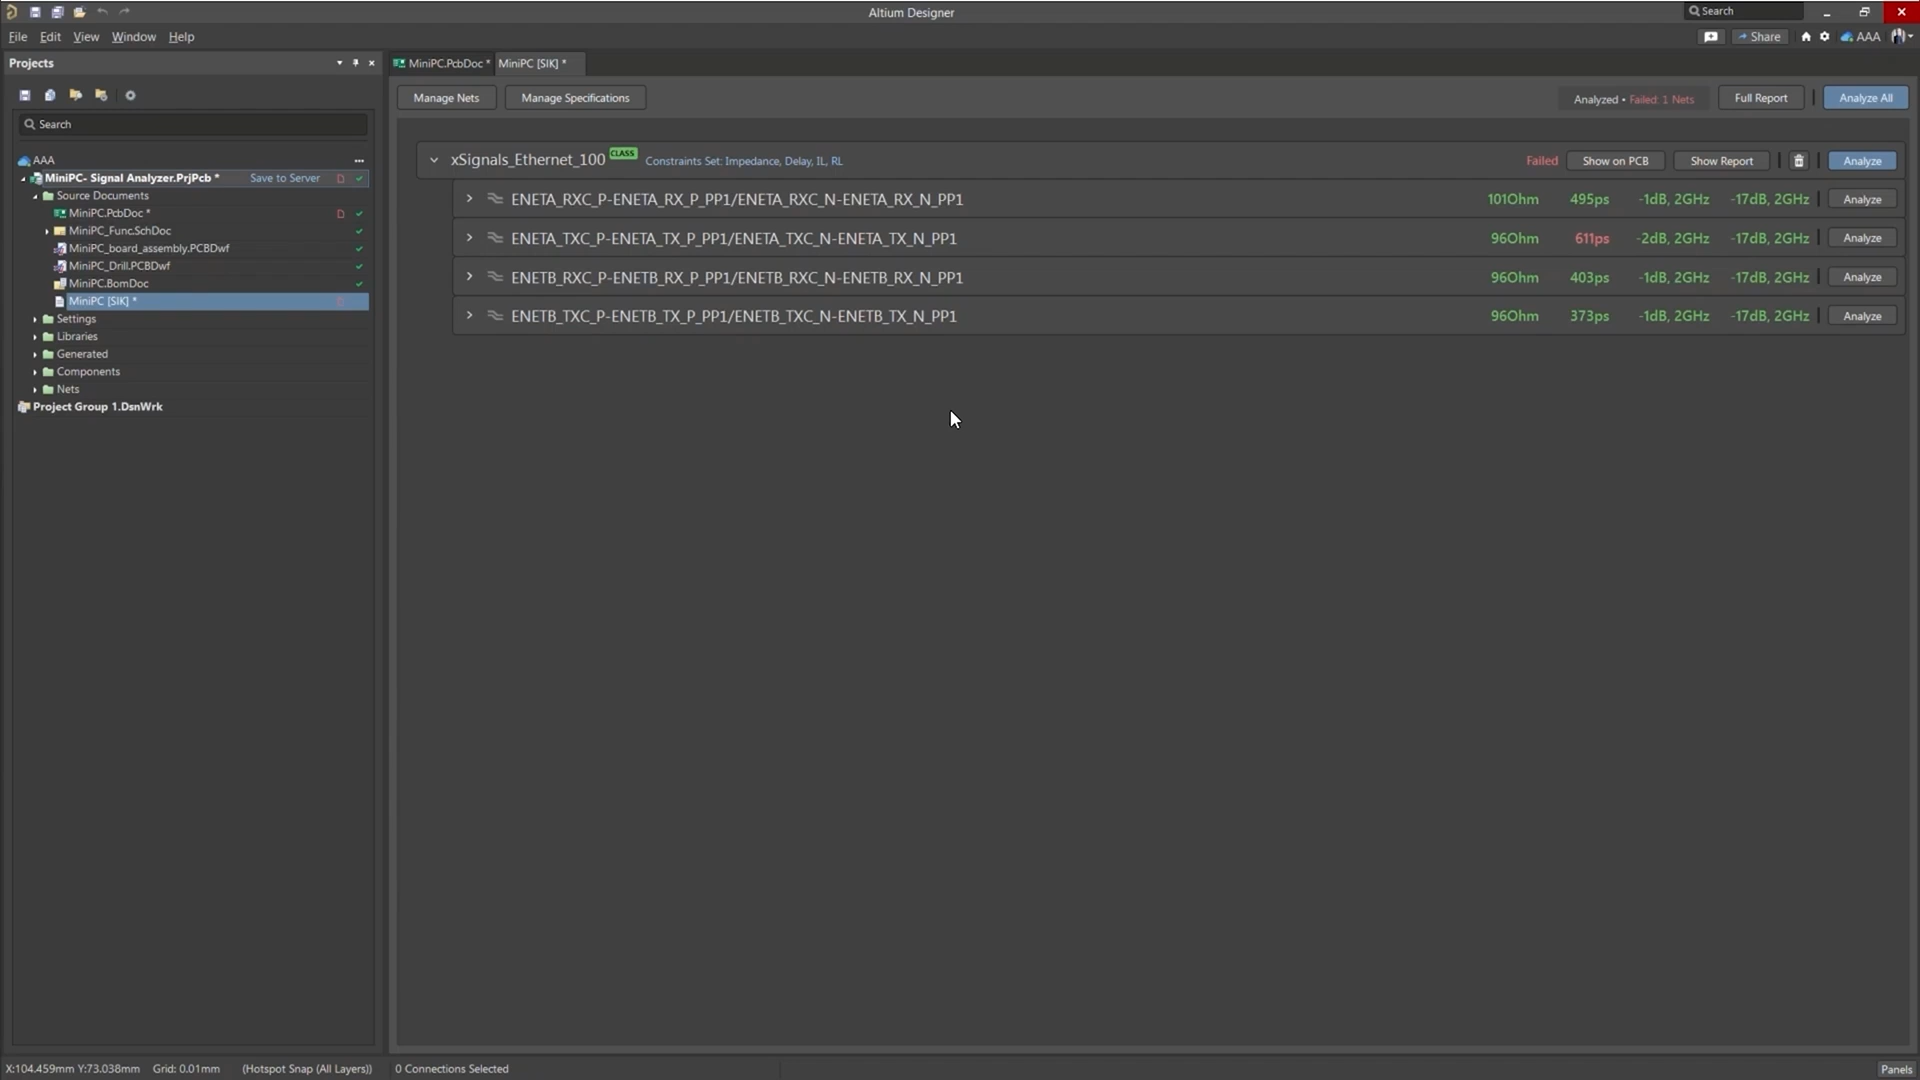 Altium Designer
Search
File Edit View Window Help
Share
AAA
Projects
MiniPC.PcbDoc *
MiniPC [SIK] *
Manage Nets
Manage Specifications
Analyzed • Failed: 1 Nets
Full Report
Analyze All
Search
AAA
MiniPC- Signal Analyzer.PrjPcb *
Save to Server
Source Documents
MiniPC.PcbDoc *
MiniPC_Func.SchDoc
MiniPC_board_assembly.PCBDwf
MiniPC_Drill.PCBDwf
MiniPC.BomDoc
MiniPC [SIK] *
Settings
Libraries
Generated
Components
Nets
Project Group 1.DsnWrk
xSignals_Ethernet_100 CLASS Constraints Set: Impedance, Delay, IL, RL Failed Show on PCB Show Report Analyze
ENETA_RXC_P-ENETA_RX_P_PP1/ENETA_RXC_N-ENETA_RX_N_PP1 101Ohm 495ps -1dB, 2GHz -17dB, 2GHz Analyze
ENETA_TXC_P-ENETA_TX_P_PP1/ENETA_TXC_N-ENETA_TX_N_PP1 96Ohm 611ps -2dB, 2GHz -17dB, 2GHz Analyze
ENETB_RXC_P-ENETB_RX_P_PP1/ENETB_RXC_N-ENETB_RX_N_PP1 96Ohm 403ps -1dB, 2GHz -17dB, 2GHz Analyze
ENETB_TXC_P-ENETB_TX_P_PP1/ENETB_TXC_N-ENETB_TX_N_PP1 96Ohm 373ps -1dB, 2GHz -17dB, 2GHz Analyze
X:104.459mm Y:73.038mm Grid: 0.01mm (Hotspot Snap (All Layers)) 0 Connections Selected
Panels